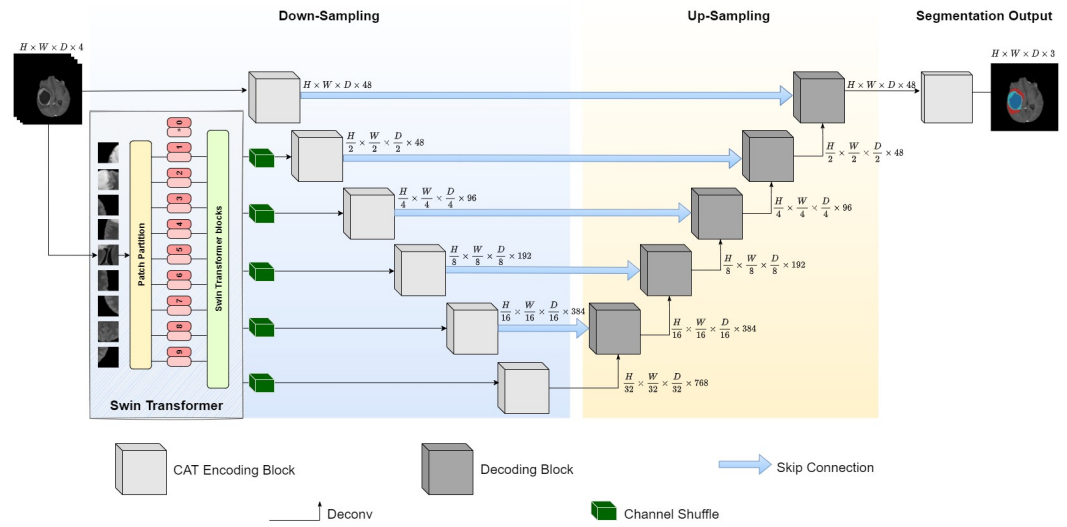 Down-Sampling
Up-Sampling
Segmentation Output
H × W × D × 4
H × W × D × 3
H × W × D × 48
H × W × D × 48
0
*
1
2
3
4
5
6
7
8
9
Patch Partition
Swin Transformer blocks
Swin Transformer
H/2 × W/2 × D/2 × 48
H/2 × W/2 × D/2 × 48
H/4 × W/4 × D/4 × 96
H/4 × W/4 × D/4 × 96
H/8 × W/8 × D/8 × 192
H/8 × W/8 × D/8 × 192
H/16 × W/16 × D/16 × 384
H/16 × W/16 × D/16 × 384
H/32 × W/32 × D/32 × 768
CAT Encoding Block
Decoding Block
Skip Connection
Deconv
Channel Shuffle